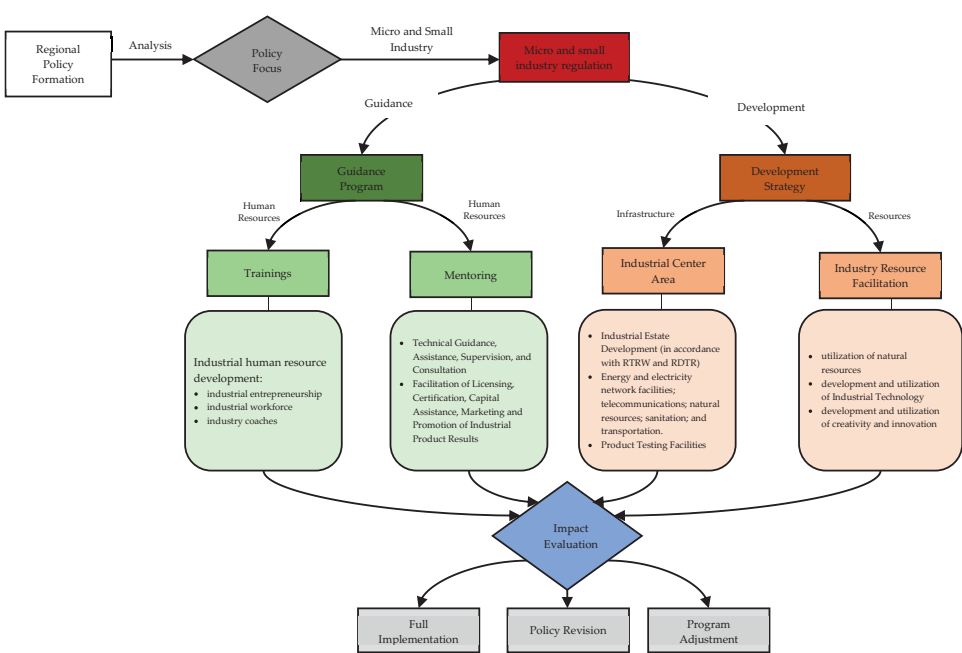 Regional
Policy
Formation
Analysis
Policy
Focus
Micro and Small
Industry
Micro and small
industry regulation
Guidance
Development
Guidance
Program
Development
Strategy
Human
Resources
Human
Resources
Infrastructure
Resources
Trainings
Mentoring
Industrial Center
Area
Industry Resource
Facilitation
Industrial human resource
development:
• industrial entrepreneurship
• industrial workforce
• industry coaches
• Technical Guidance,
Assistance, Supervision, and
Consultation
• Facilitation of Licensing,
Certification, Capital
Assistance, Marketing and
Promotion of Industrial
Product Results
• Industrial Estate
Development (in accordance
with RTRW and RDTR)
• Energy and electricity
network facilities;
telecommunications; natural
resources; sanitation; and
transportation.
• Product Testing Facilities
• utilization of natural
resources
• development and utilization
of Industrial Technology
• development and utilization
of creativity and innovation
Impact
Evaluation
Full
Implementation
Policy Revision
Program
Adjustment